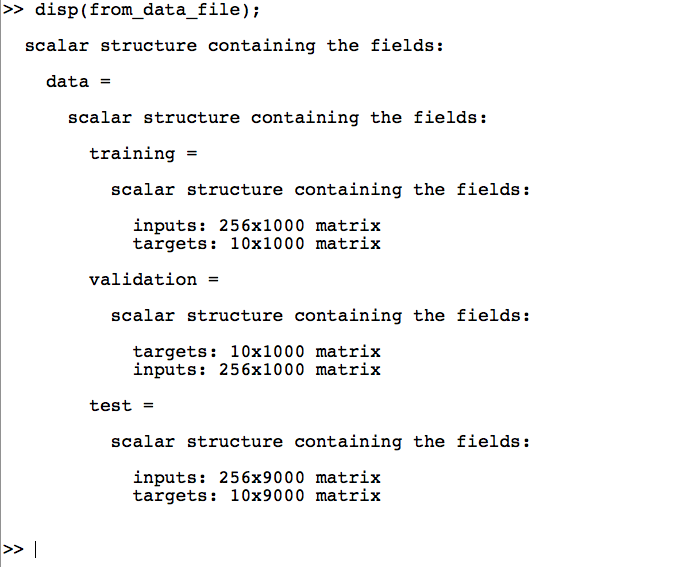 >> disp(from_data_file);
scalar structure containing the fields:
data =
scalar structure containing the fields:
training =
scalar structure containing the fields:
inputs: 256x1000 matrix
targets: 10x1000 matrix
validation =
scalar structure containing the fields:
targets: 10x1000 matrix
inputs: 256x1000 matrix
test =
scalar structure containing the fields:
inputs: 256x9000 matrix
targets: 10x9000 matrix
>>